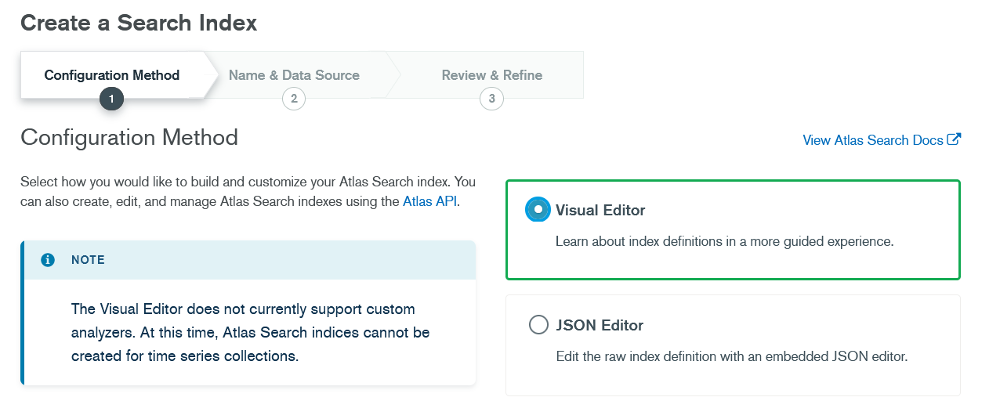 Create a Search Index
Configuration Method
Name & Data Source
Review & Refine
1
2
3
Configuration Method
View Atlas Search Docs
Select how you would like to build and customize your Atlas Search index. You
can also create, edit, and manage Atlas Search indexes using the Atlas API.
NOTE
The Visual Editor does not currently support custom
analyzers. At this time, Atlas Search indices cannot be
created for time series collections.
Visual Editor
Learn about index definitions in a more guided experience.
JSON Editor
Edit the raw index definition with an embedded JSON editor.